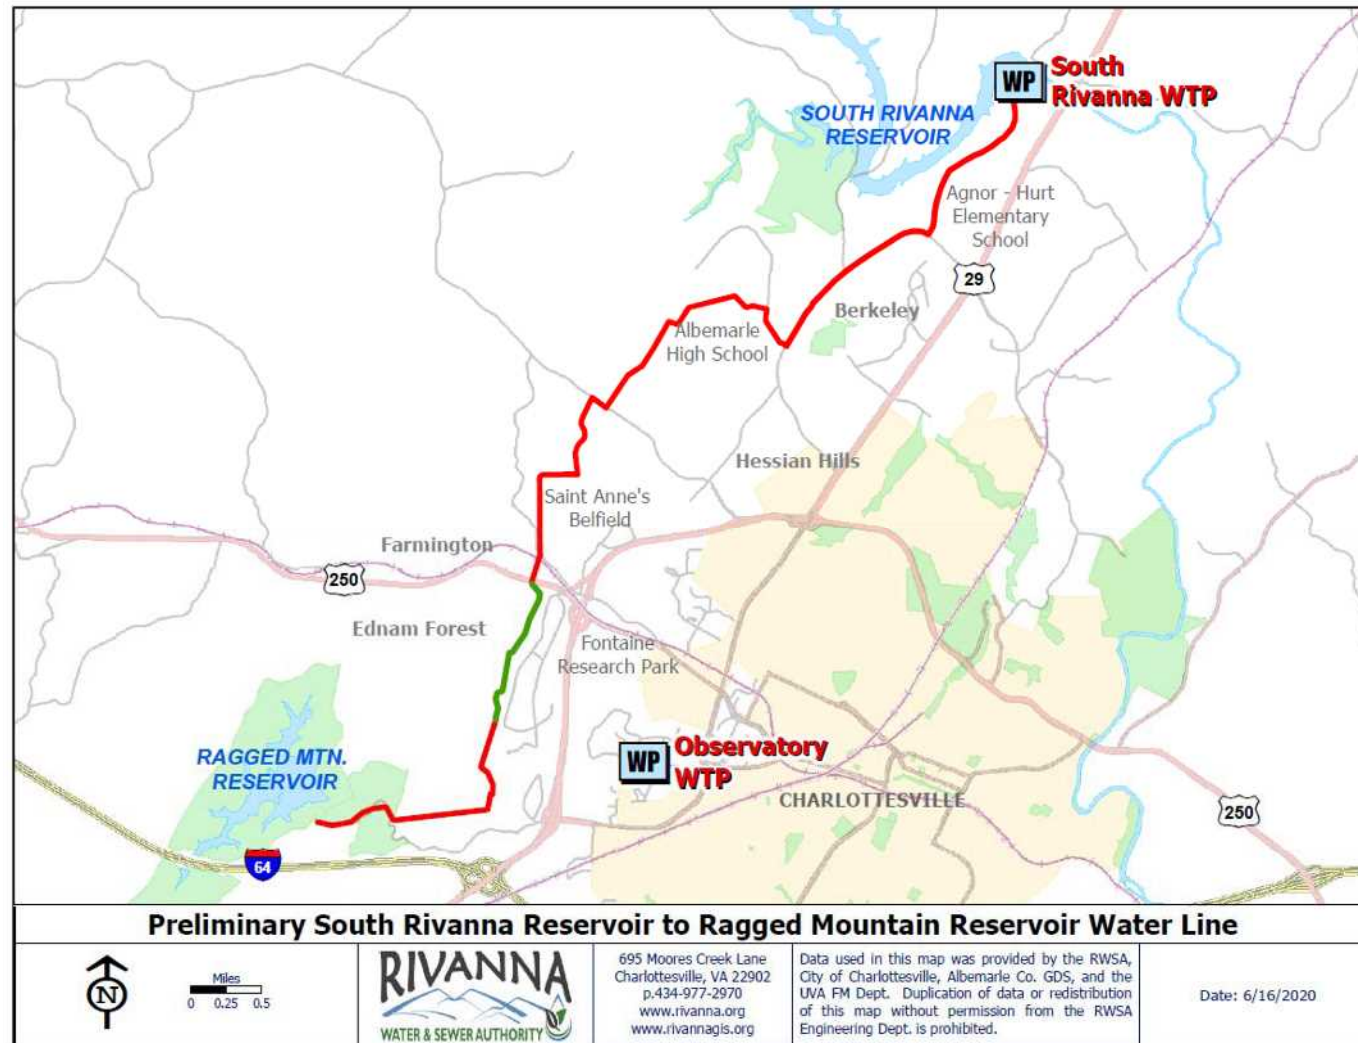 WP
South
Rivanna WTP
SOUTH RIVANNA
RESERVOIR
Agnor - Hurt
Elementary
School
29
Berkeley
Albemarle
High School
Hessian Hills
Saint Anne's
Belfield
Farmington
250
Ednam Forest
Fontaine
Research Park
RAGGED MTN.
RESERVOIR
WP
Observatory
WTP
CHARLOTTESVILLE
250
64
Preliminary South Rivanna Reservoir to Ragged Mountain Reservoir Water Line
N
Miles
0 0.25 0.5
RIVANNA
WATER & SEWER AUTHORITY
695 Moores Creek Lane
Charlottesville, VA 22902
p.434-977-2970
www.rivanna.org
www.rivannagis.org
Data used in this map was provided by the RWSA,
City of Charlottesville, Albemarle Co. GDS, and the
UVA FM Dept. Duplication of data or redistribution
of this map without permission from the RWSA
Engineering Dept. is prohibited.
Date: 6/16/2020